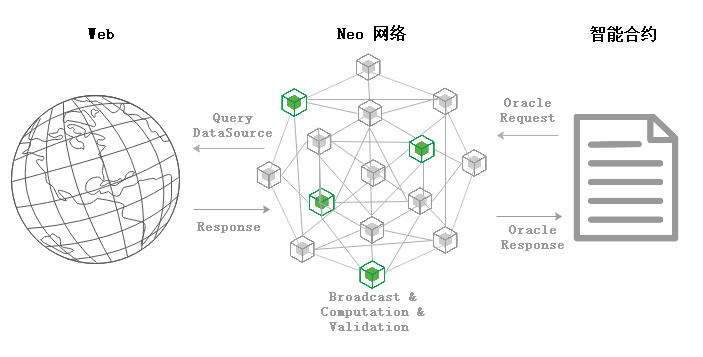 Web
Neo 网络
智能合约
Query
DataSource
Response
Oracle
Request
Oracle
Response
Broadcast &
Computation &
Validation